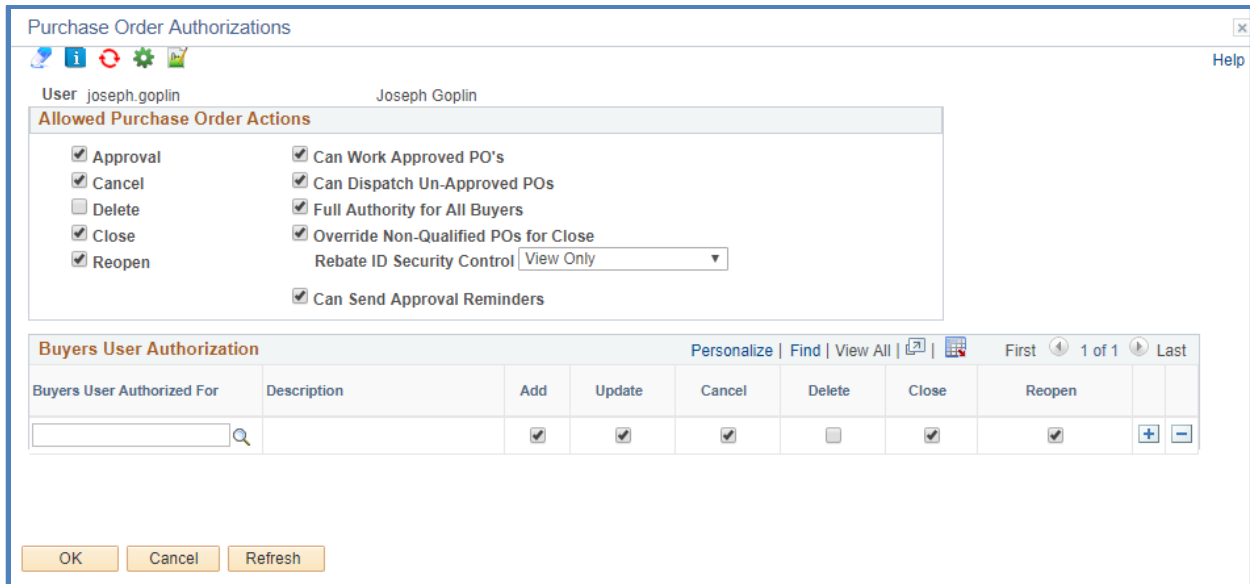 Purchase Order Authorizations
Help
User joseph.goplin Joseph Goplin
Allowed Purchase Order Actions
Approval Can Work Approved PO's
Cancel Can Dispatch Un-Approved POs
Delete Full Authority for All Buyers
Close Override Non-Qualified POs for Close
Reopen Rebate ID Security Control View Only
Can Send Approval Reminders
Buyers User Authorization Personalize | Find | View All | | First 1 of 1 Last
Buyers User Authorized For Description Add Update Cancel Delete Close Reopen
OK Cancel Refresh